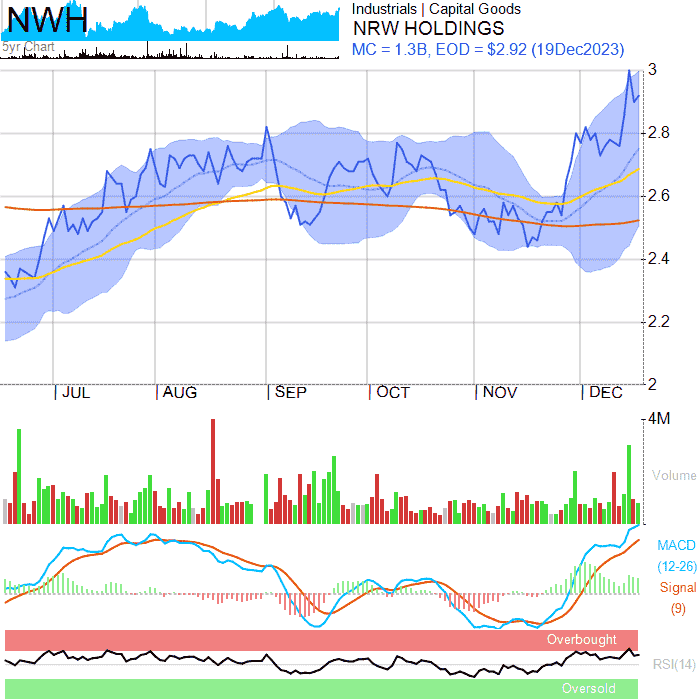 NWH
5yr Chart
Industrials | Capital Goods
NRW HOLDINGS
MC = 1.3B, EOD = $2.92 (19Dec2023)
3
2.8
2.6
2.4
2.2
2
| JUL | AUG | SEP | OCT | NOV | DEC
4M
Volume
MACD
(12-26)
Signal
(9)
Overbought
RSI(14)
Oversold